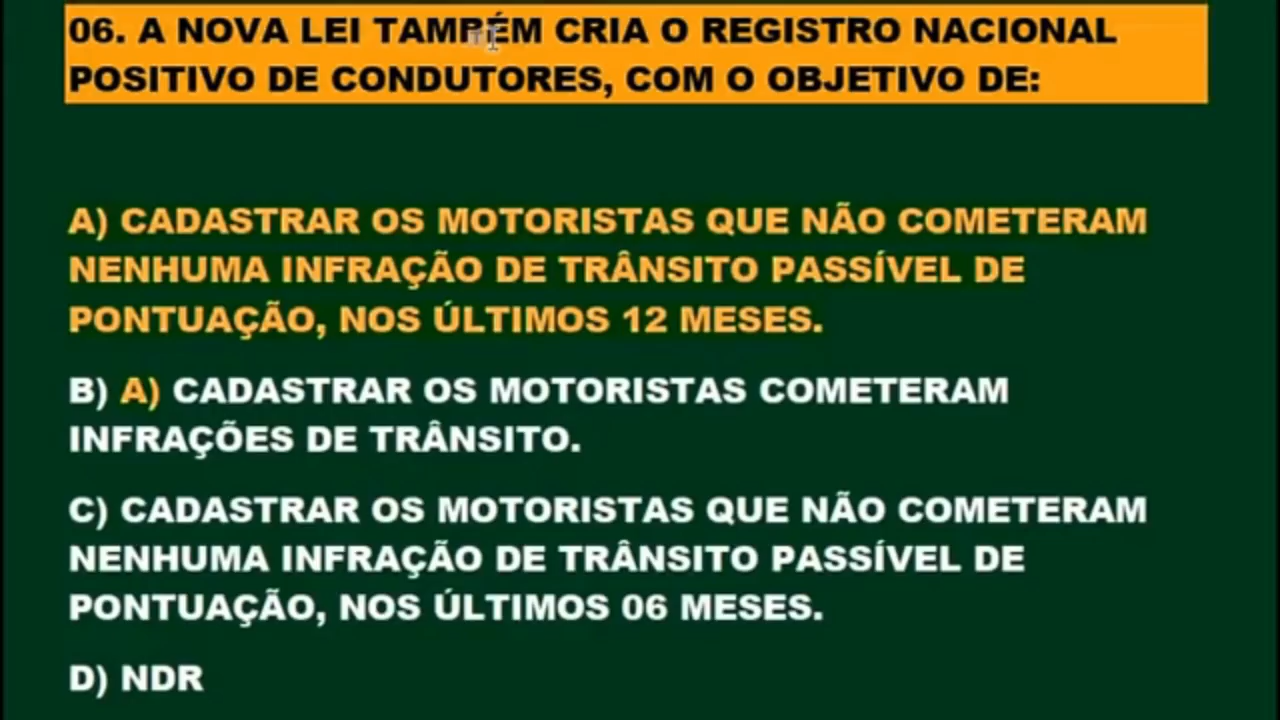 06. A NOVA LEI TAMBÉM CRIA O REGISTRO NACIONAL
POSITIVO DE CONDUTORES, COM O OBJETIVO DE:
A) CADASTRAR OS MOTORISTAS QUE NÃO COMETERAM
NENHUMA INFRAÇÃO DE TRÂNSITO PASSÍVEL DE
PONTUAÇÃO, NOS ÚLTIMOS 12 MESES.
B) A) CADASTRAR OS MOTORISTAS COMETERAM
INFRAÇÕES DE TRÂNSITO.
C) CADASTRAR OS MOTORISTAS QUE NÃO COMETERAM
NENHUMA INFRAÇÃO DE TRÂNSITO PASSÍVEL DE
PONTUAÇÃO, NOS ÚLTIMOS 06 MESES.
D) NDR